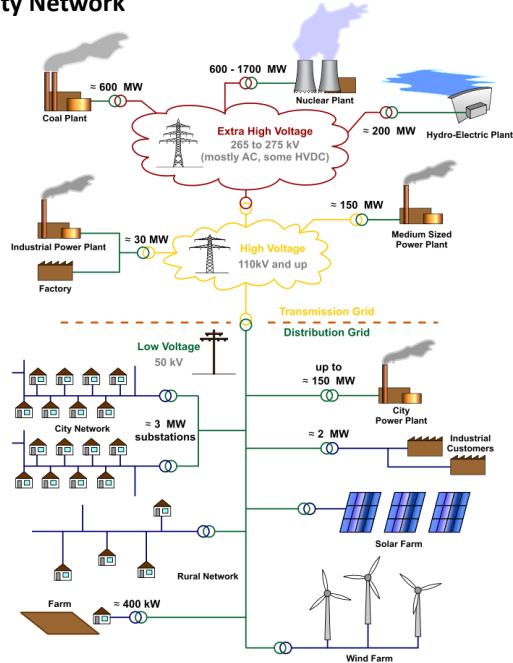 ty Network
≈ 600 MW
Coal Plant
600 - 1700 MW
Nuclear Plant
≈ 200 MW
Hydro-Electric Plant
Extra High Voltage
265 to 275 kV
(mostly AC, some HVDC)
≈ 150 MW
Medium Sized
Power Plant
Industrial Power Plant
≈ 30 MW
Factory
High Voltage
110kV and up
Transmission Grid
Distribution Grid
Low Voltage
50 kV
up to
≈ 150 MW
City
Power Plant
City Network
≈ 3 MW
substations
≈ 2 MW
Industrial
Customers
Solar Farm
Rural Network
Farm
≈ 400 kW
Wind Farm